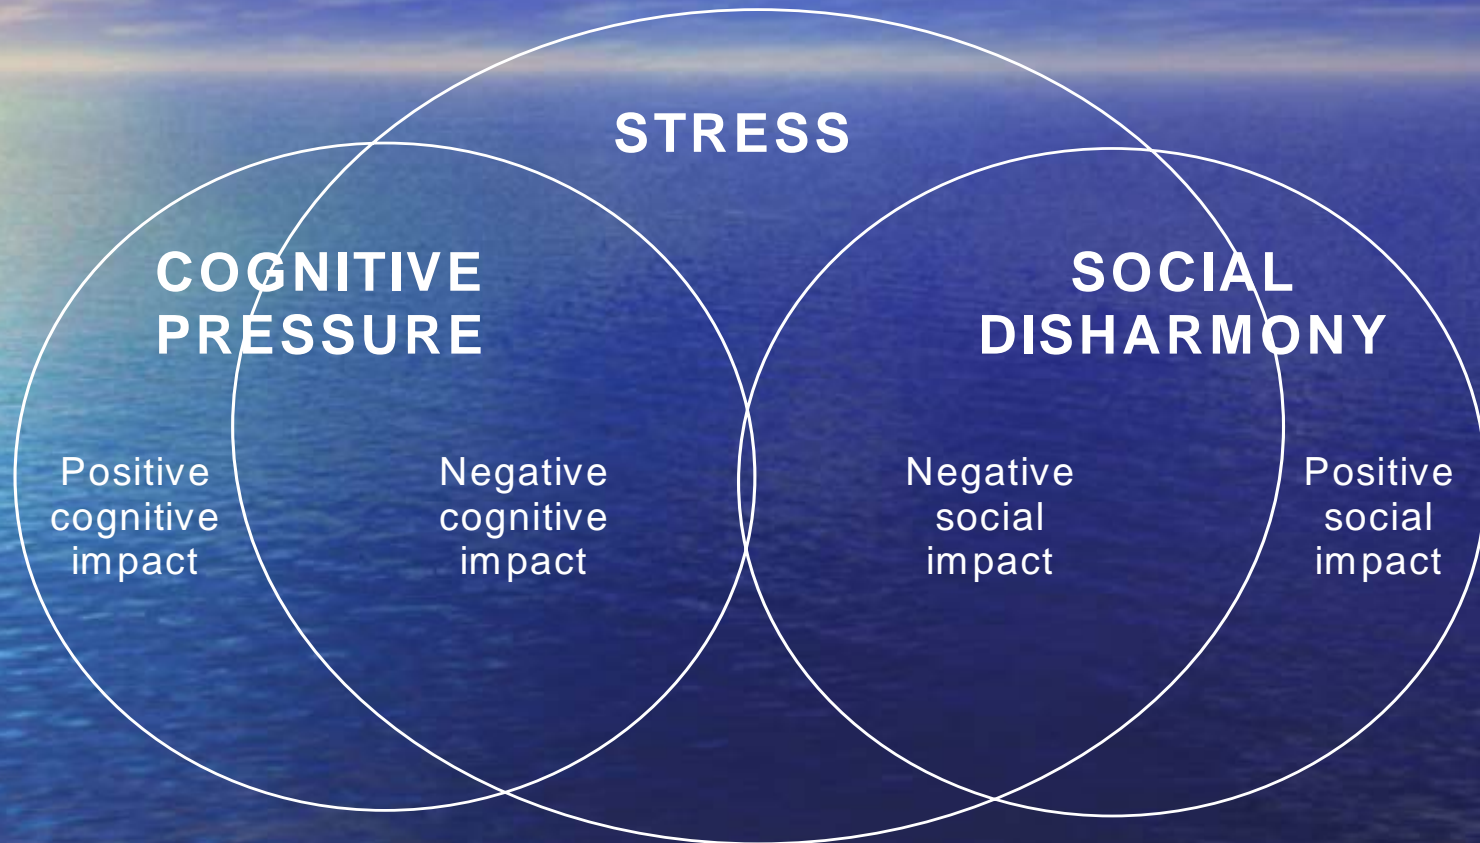 STRESS
COGNITIVE
PRESSURE
SOCIAL
DISHARMONY
Positive
cognitive
impact
Negative
cognitive
impact
Negative
social
impact
Positive
social
impact